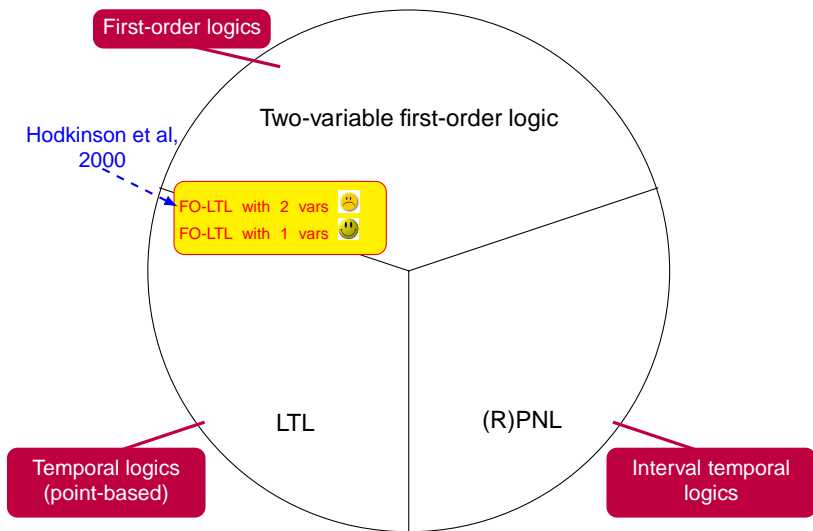 First-order logics
Two-variable first-order logic
Hodkinson et al,
2000
FO-LTL with 2 vars
FO-LTL with 1 vars
LTL
(R)PNL
Temporal logics
(point-based)
Interval temporal
logics